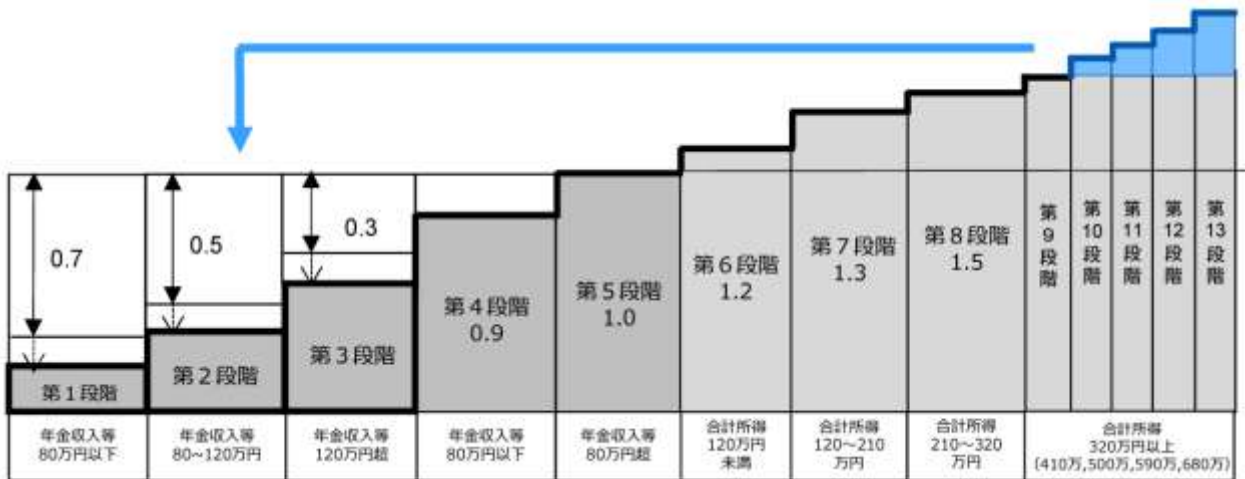 0.7
0.5
0.3
第1段階
第2段階
第3段階
第4段階
0.9
第5段階
1.0
第6段階
1.2
第7段階
1.3
第8段階
1.5
第9段階
第10段階
第11段階
第12段階
第13段階
年金収入等
80万円以下
年金収入等
80~120万円
年金収入等
120万円超
年金収入等
80万円以下
年金収入等
80万円超
合計所得
120万円
未満
合計所得
120~210
万円
合計所得
210~320
万円
合計所得
320万円以上
(410万,500万,590万,680万)